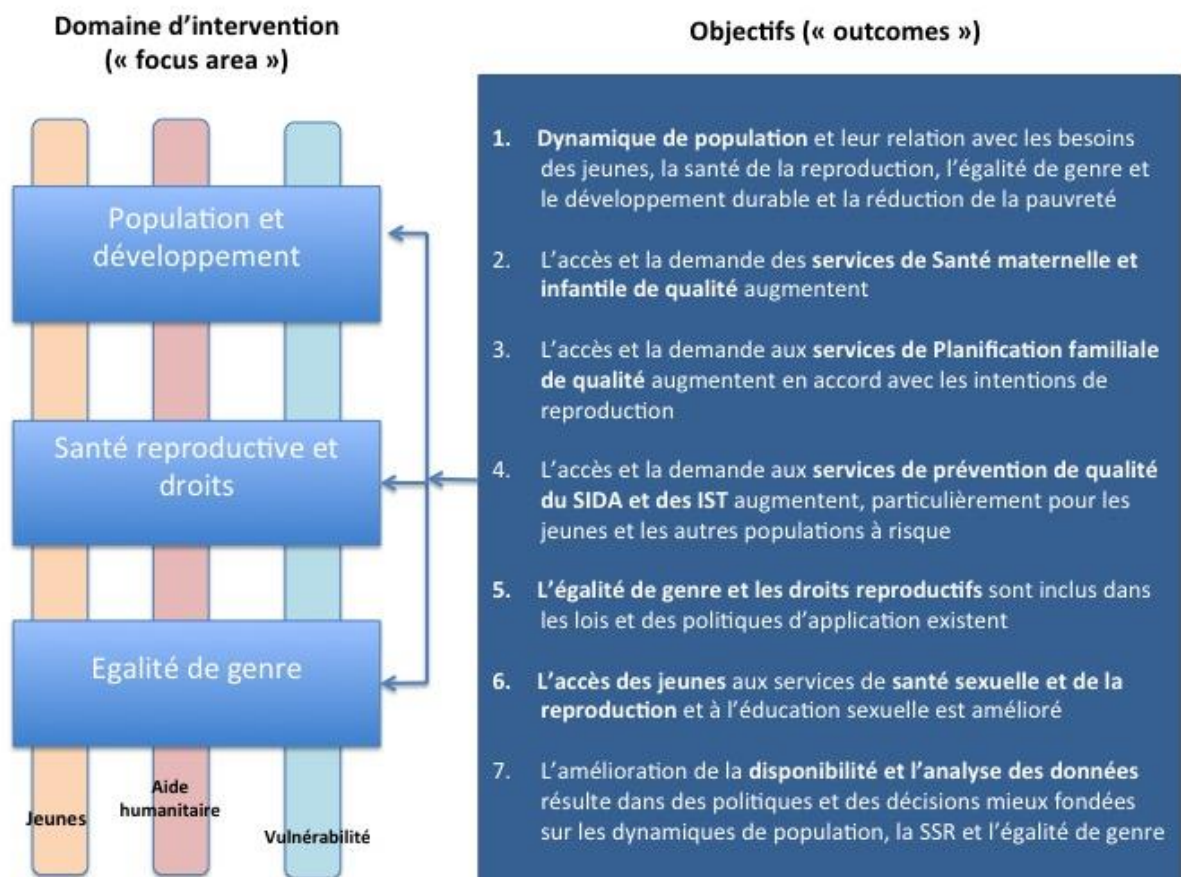 Domaine d'intervention
(« focus area »)
Population et
développement
Santé reproductive et
droits
Egalité de genre
Jeunes
Aide
humanitaire
Vulnérabilité
Objectifs (« outcomes »)
1. Dynamique de population et leur relation avec les besoins
des jeunes, la santé de la reproduction, l'égalité de genre et
le développement durable et la réduction de la pauvreté
2. L'accès et la demande des services de Santé maternelle et
infantile de qualité augmentent
3. L'accès et la demande aux services de Planification familiale
de qualité augmentent en accord avec les intentions de
reproduction
4. L'accès et la demande aux services de prévention de qualité
du SIDA et des IST augmentent, particulièrement pour les
jeunes et les autres populations à risque
5. L'égalité de genre et les droits reproductifs sont inclus dans
les lois et des politiques d'application existent
6. L'accès des jeunes aux services de santé sexuelle et de la
reproduction et à l'éducation sexuelle est amélioré
7. L'amélioration de la disponibilité et l'analyse des données
résulte dans des politiques et des décisions mieux fondées
sur les dynamiques de population, la SSR et l'égalité de genre